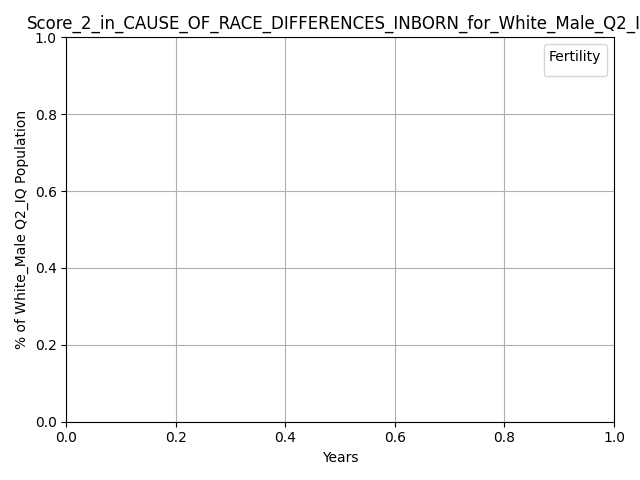 Score_2_in_CAUSE_OF_RACE_DIFFERENCES_INBORN_for_White_Male_Q2_I
Fertility
% of White_Male Q2_IQ Population
1.0
0.8
0.6
0.4
0.2
0.0
0.0 0.2 0.4 0.6 0.8 1.0
Years